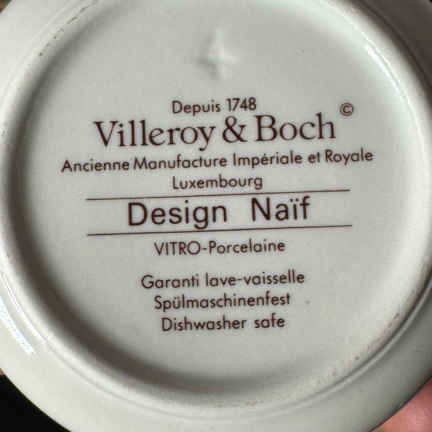 Depuis 1748
Villeroy & Boch ©
Ancienne Manufacture Impériale et Royale
Luxembourg
Design Naïf
VITRO-Porcelaine
Garanti lave-vaisselle
Spülmaschinenfest
Dishwasher safe